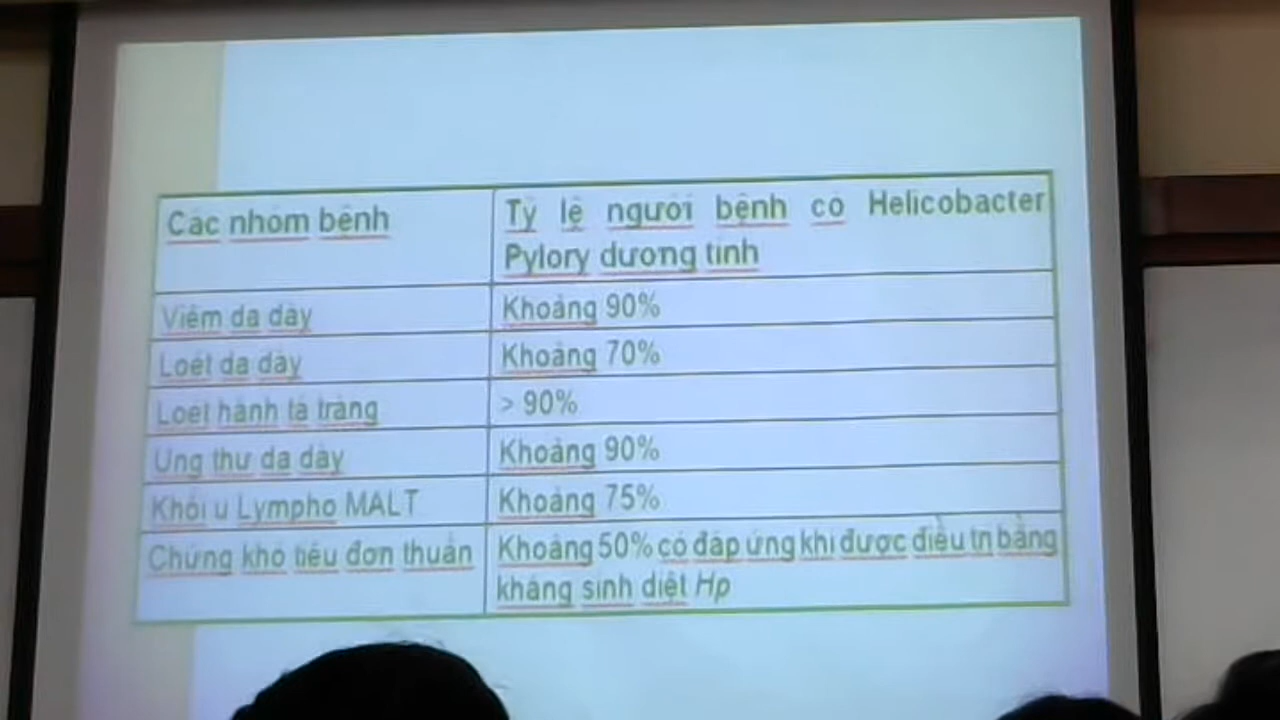 Các nhóm bệnh
Tỷ lệ người bệnh có Helicobacter
Pylory dương tính
Viêm dạ dày
Khoảng 90%
Loét dạ dày
Khoảng 70%
Loét hành tá tràng
> 90%
Ung thư dạ dày
Khoảng 90%
Khối u Lympho MALT
Khoảng 75%
Chứng khó tiêu đơn thuần
Khoảng 50% có đáp ứng khi được điều trị bằng
kháng sinh diệt Hp